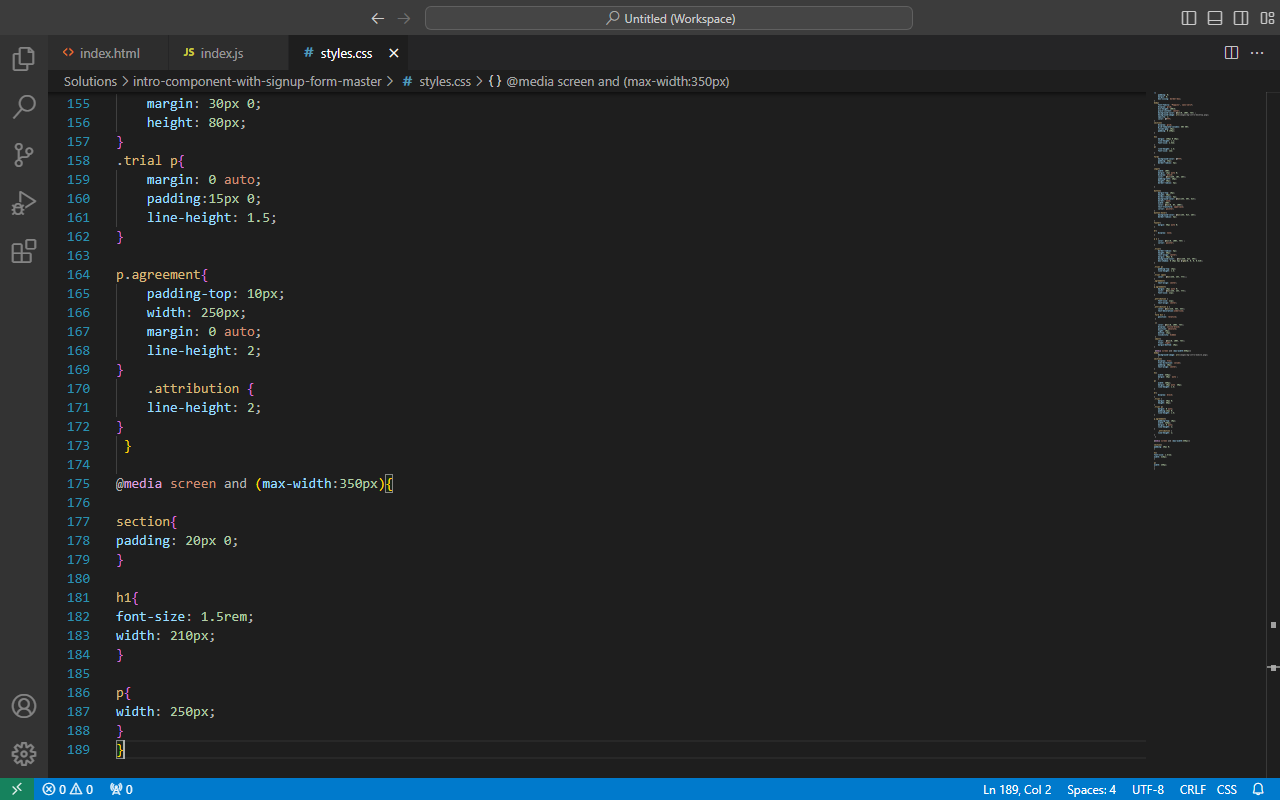 Untitled (Workspace)
index.html
JS index.js
# styles.css
Solutions > intro-component-with-signup-form-master > # styles.css > {} @media screen and (max-width:350px)
155 margin: 30px 0;
156 height: 80px;
157 }
158 .trial p{
159 margin: 0 auto;
160 padding:15px 0;
161 line-height: 1.5;
162 }
163
164 p.agreement{
165 padding-top: 10px;
166 width: 250px;
167 margin: 0 auto;
168 line-height: 2;
169 }
170 .attribution {
171 line-height: 2;
172 }
173 }
174
175 @media screen and (max-width:350px){
176
177 section{
178 padding: 20px 0;
179 }
180
181 h1{
182 font-size: 1.5rem;
183 width: 210px;
184 }
185
186 p{
187 width: 250px;
188 }
189 }
0 0 0 Ln 189, Col 2 Spaces: 4 UTF-8 CRLF CSS